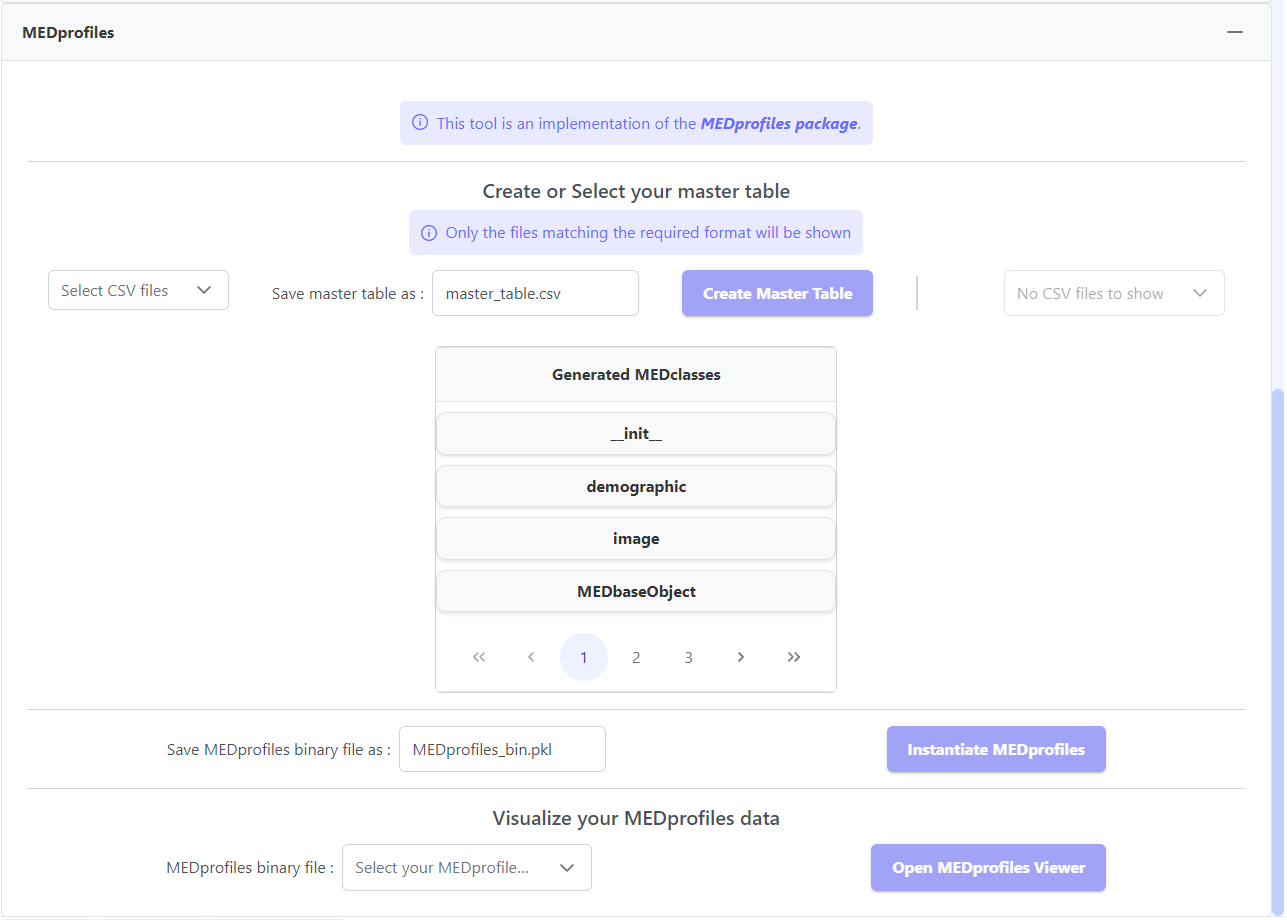 MEDprofiles
This tool is an implementation of the MEDprofiles package.
Create or Select your master table
Only the files matching the required format will be shown
Select CSV files
Save master table as :
master_table.csv
Create Master Table
No CSV files to show
Generated MEDclasses
__init__
demographic
image
MEDbaseObject
1 2 3
Save MEDprofiles binary file as :
MEDprofiles_bin.pkl
Instantiate MEDprofiles
Visualize your MEDprofiles data
MEDprofiles binary file :
Select your MEDprofile...
Open MEDprofiles Viewer